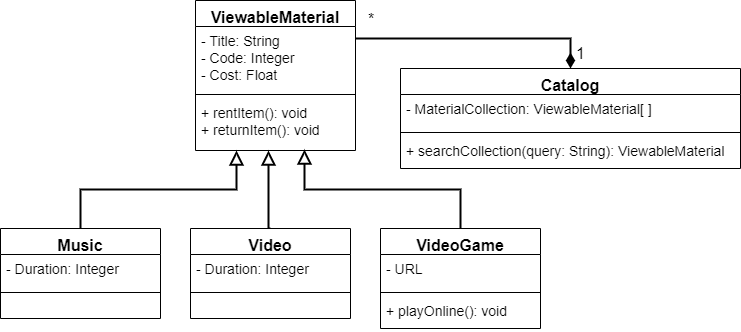 ViewableMaterial
- Title: String
- Code: Integer
- Cost: Float
+ rentItem(): void
+ returnItem(): void
*
1
Catalog
- MaterialCollection: ViewableMaterial[ ]
+ searchCollection(query: String): ViewableMaterial
Music
- Duration: Integer
Video
- Duration: Integer
VideoGame
- URL
+ playOnline(): void